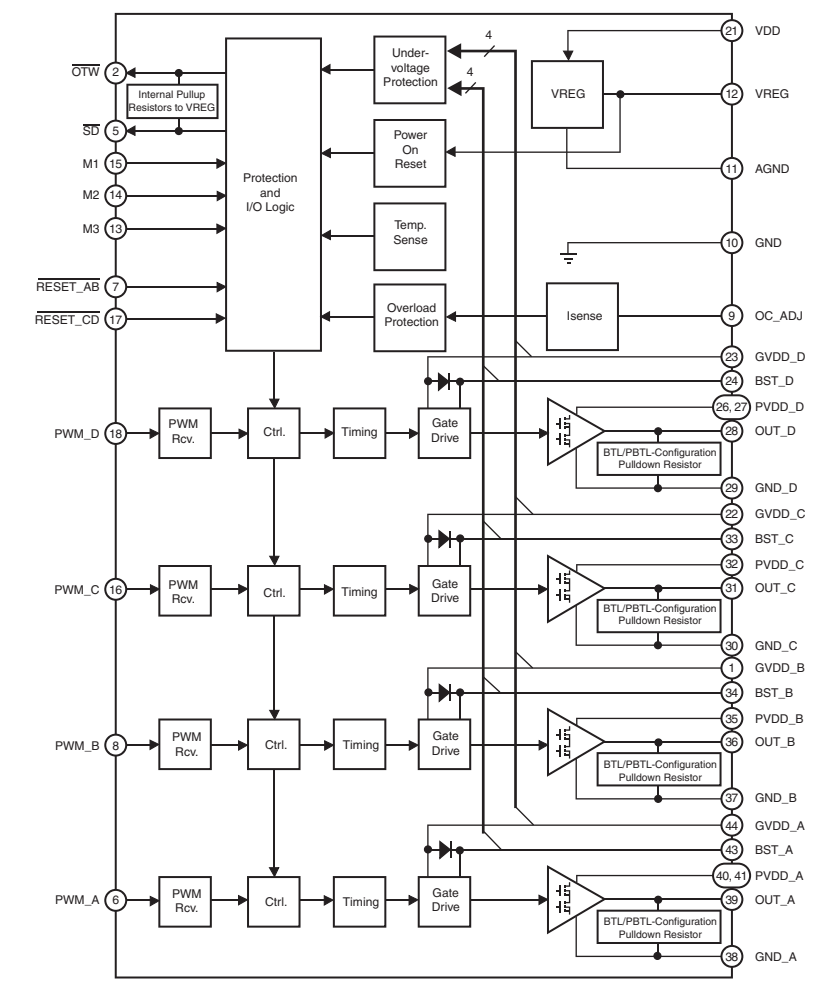 4
Under-
voltage
Protection
4
21 VDD
OTW 2
Internal Pullup
Resistors to VREG
VREG
12 VREG
SD 5
Power
On
Reset
M1 15
11 AGND
Protection
and
I/O Logic
M2 14
M3 13
Temp.
Sense
10 GND
RESET_AB 7
RESET_CD 17
Overload
Protection
Isense
9 OC_ADJ
23 GVDD_D
24 BST_D
26, 27 PVDD_D
PWM_D 18
PWM
Rcv.
Ctrl.
Timing
Gate
Drive
28 OUT_D
BTL/PBTL-Configuration
Pulldown Resistor
29 GND_D
22 GVDD_C
33 BST_C
32 PVDD_C
PWM_C 16
PWM
Rcv.
Ctrl.
Timing
Gate
Drive
31 OUT_C
BTL/PBTL-Configuration
Pulldown Resistor
30 GND_C
1 GVDD_B
34 BST_B
35 PVDD_B
PWM_B 8
PWM
Rcv.
Ctrl.
Timing
Gate
Drive
36 OUT_B
BTL/PBTL-Configuration
Pulldown Resistor
37 GND_B
44 GVDD_A
43 BST_A
40, 41 PVDD_A
PWM_A 6
PWM
Rcv.
Ctrl.
Timing
Gate
Drive
39 OUT_A
BTL/PBTL-Configuration
Pulldown Resistor
38 GND_A